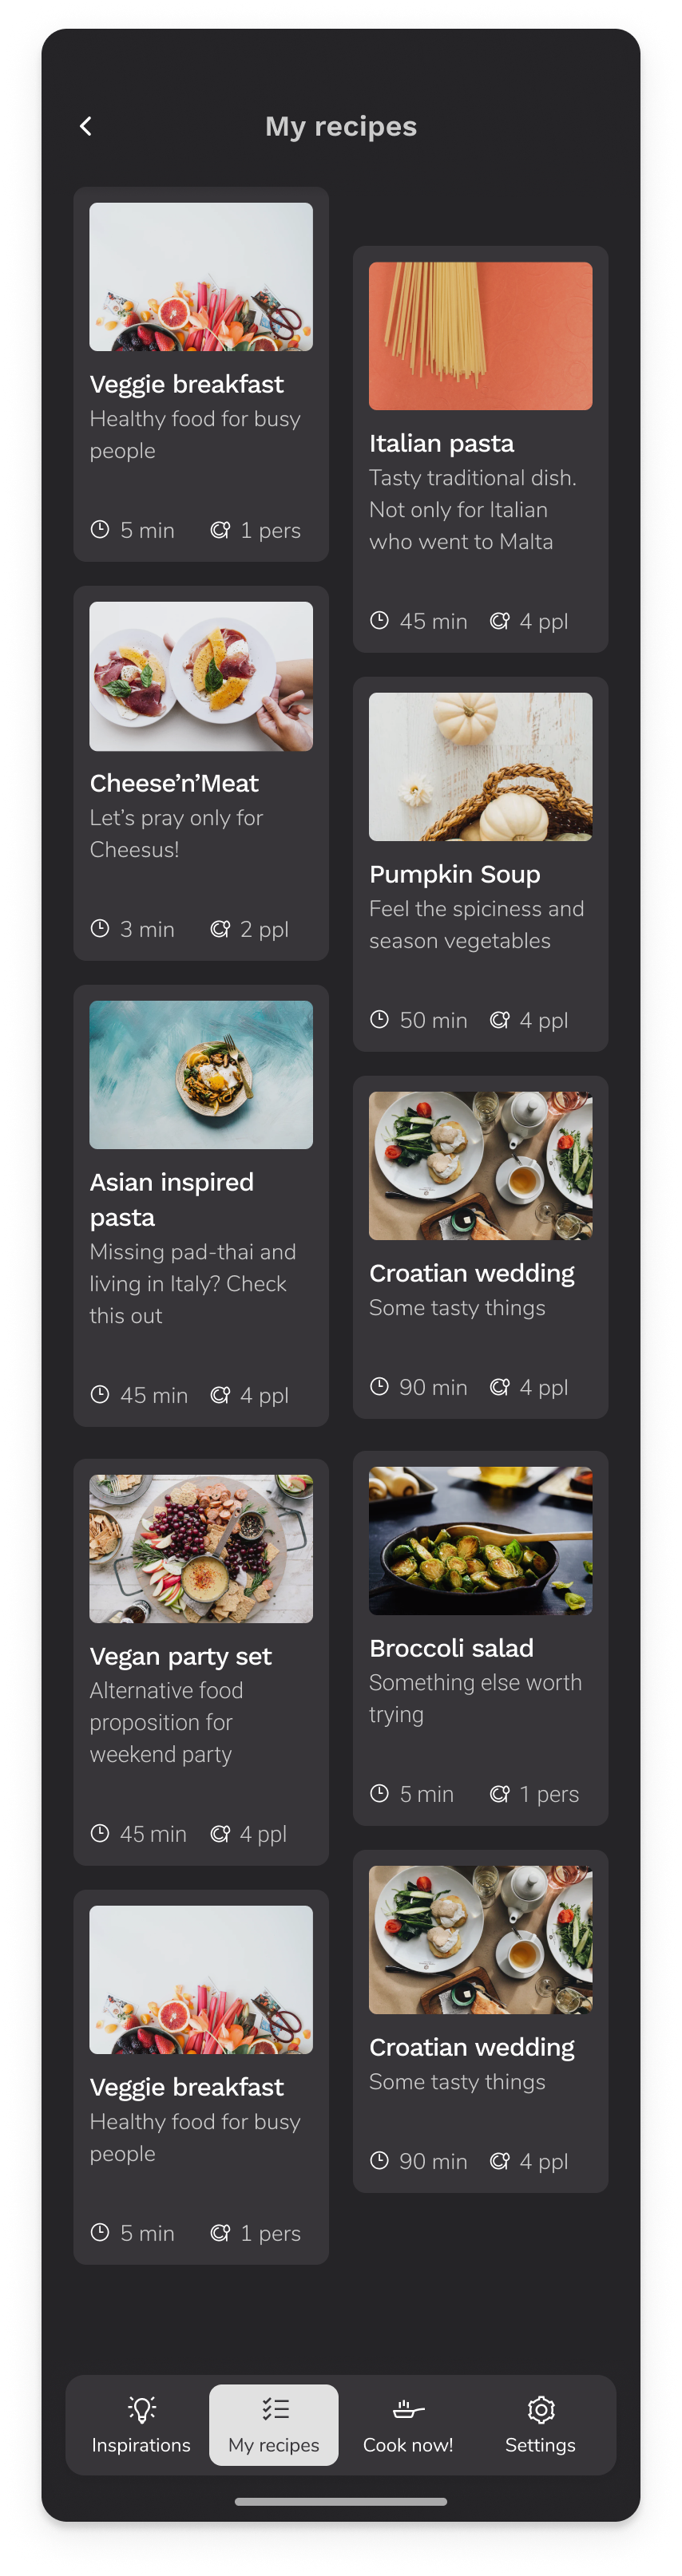 My recipes
Veggie breakfast
Healthy food for busy
people
5 min
1 pers
Italian pasta
Tasty traditional dish.
Not only for Italian
who went to Malta
45 min
4 ppl
Cheese’n’Meat
Let’s pray only for
Cheesus!
3 min
2 ppl
Pumpkin Soup
Feel the spiciness and
season vegetables
50 min
4 ppl
Asian inspired
pasta
Missing pad-thai and
living in Italy? Check
this out
45 min
4 ppl
Croatian wedding
Some tasty things
90 min
4 ppl
Vegan party set
Alternative food
proposition for
weekend party
45 min
4 ppl
Broccoli salad
Something else worth
trying
5 min
1 pers
Veggie breakfast
Healthy food for busy
people
5 min
1 pers
Croatian wedding
Some tasty things
90 min
4 ppl
Inspirations
My recipes
Cook now!
Settings